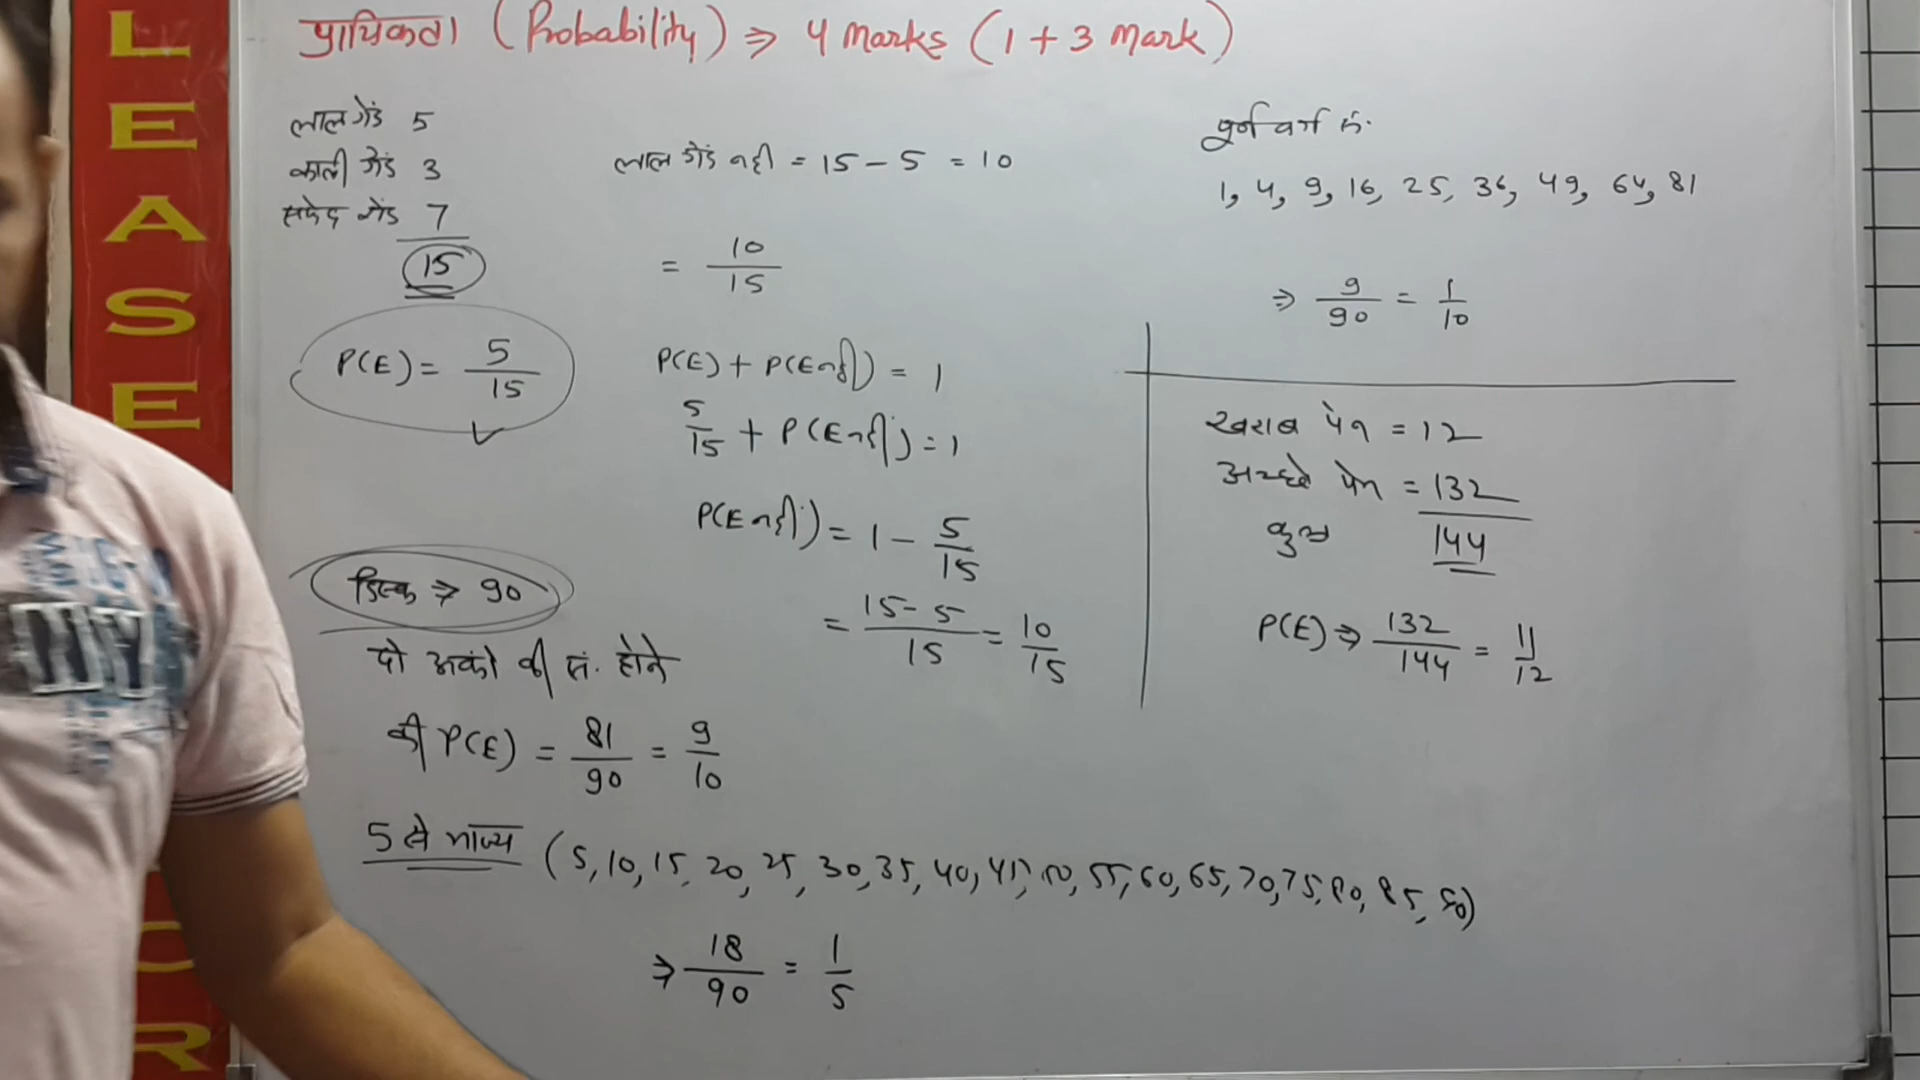 प्रायिकता (Probability) ⇒ 4 Marks (1 + 3 Mark)
लाल गेंद 5
काली गेंद 3
सफेद गेंद 7
15
P(E) = 5/15
लाल गेंद नही = 15 - 5 = 10
= 10/15
P(E) + P(E नहीं) = 1
5/15 + P(E नहीं) = 1
P(E नहीं) = 1 - 5/15
= 15-5/15 = 10/15
डिस्क ⇒ 90
दो अंकों की सं. होने
की P(E) = 81/90 = 9/10
5 से भाज्य (5, 10, 15, 20, 25, 30, 35, 40, 45, 50, 55, 60, 65, 70, 75, 80, 85, 90)
⇒ 18/90 = 1/5
पूर्ण वर्ग सं.
1, 4, 9, 16, 25, 36, 49, 64, 81
⇒ 9/90 = 1/10
खराब पेन = 12
अच्छे पेन = 132
कुल 144
P(E) ⇒ 132/144 = 11/12
LEASE